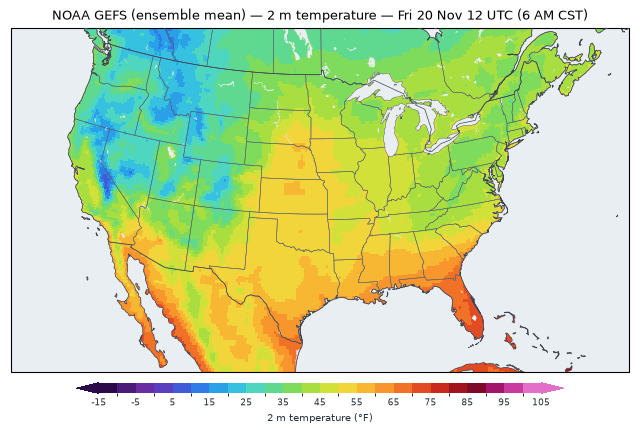 NOAA GEFS (ensemble mean) — 2 m temperature — Fri 20 Nov 12 UTC (6 AM CST)
-15 -5 5 15 25 35 45 55 65 75 85 95 105
2 m temperature (°F)